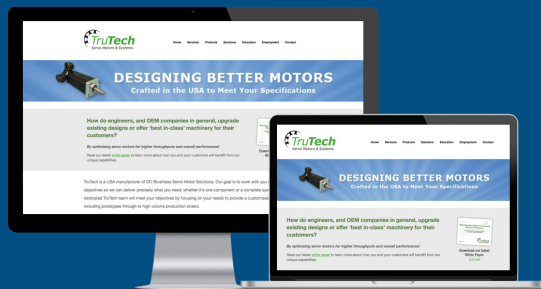 TruTech
Servo Motors & Systems
Home Services Products Solutions Education Employment Contact
DESIGNING BETTER MOTORS
Crafted in the USA to Meet Your Specifications
How do engineers, and OEM companies in general, upgrade
existing designs or offer 'best in-class' machinery for their
customers?
By optimizing servo motors for higher throughputs and overall performance!
Read our latest white paper to learn more about how you and your customers will benefit from our
unique capabilities.
Download
W
TruTech is a USA manufacturer of DC Brushless Servo Motor Solutions. Our goal is to work with you
objectives so we can deliver precisely what you need, whether it's one component or a complete
dedicated TruTech team will meet your objectives by focusing on your needs to provide a customized
including prototypes through to high volume production orders.
TruTech
Servo Motors & Systems
Home Services Products Solutions Education Employment Contact
DESIGNING BETTER MOTORS
Crafted in the USA to Meet Your Specifications
How do engineers, and OEM companies in general, upgrade
existing designs or offer 'best in-class' machinery for their
customers?
By optimizing servo motors for higher throughputs and overall performance!
Read our latest white paper to learn more about how you and your customers will benefit from our
unique capabilities.
Download our latest
White Paper